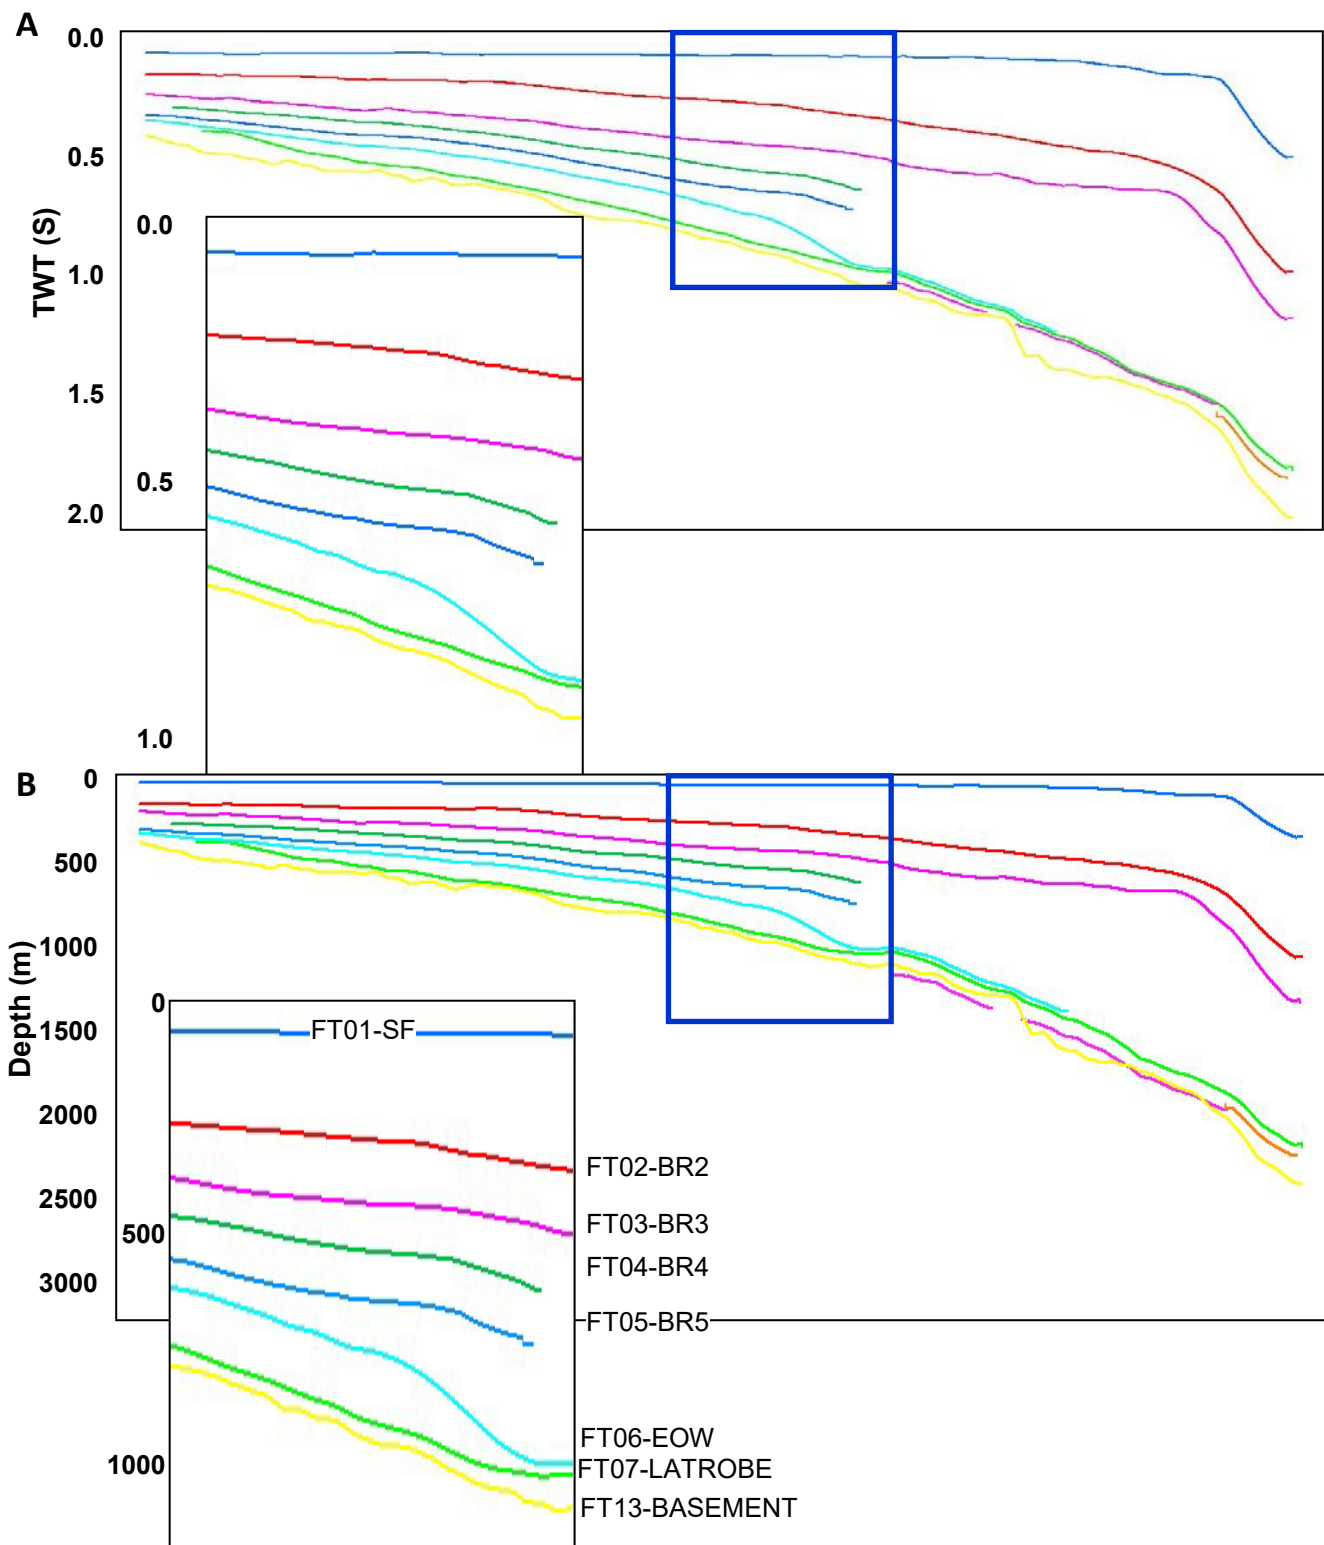 A
0.0
0.5
1.0
1.5
2.0
TWT (S)
0.0
0.5
1.0
B
0
500
1000
1500
2000
2500
3000
Depth (m)
0
500
1000
FT01-SF
FT02-BR2
FT03-BR3
FT04-BR4
FT05-BR5
FT06-EOW
FT07-LATROBE
FT13-BASEMENT